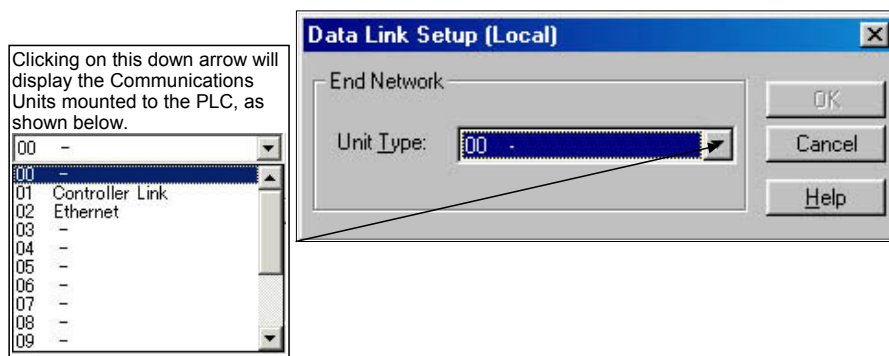 Clicking on this down arrow will
display the Communications
Units mounted to the PLC, as
shown below.
00 –
00 –
01 Controller Link
02 Ethernet
03 –
04 –
05 –
06 –
07 –
08 –
09 –
Data Link Setup (Local)
End Network
Unit Type: 00 -
OK
Cancel
Help